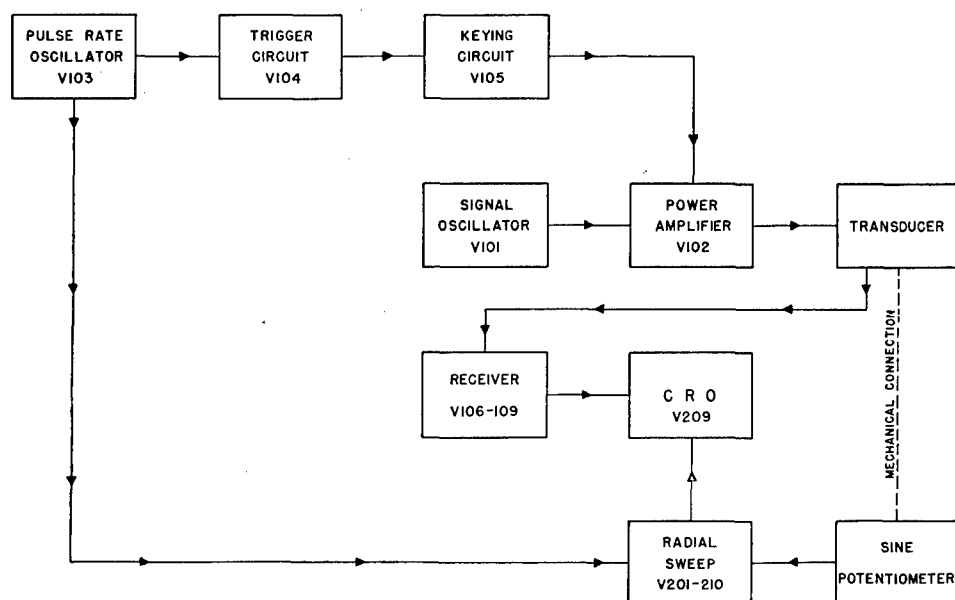 PULSE RATE
OSCILLATOR
V103
TRIGGER
CIRCUIT
V104
KEYING
CIRCUIT
V105
SIGNAL
OSCILLATOR
V101
POWER
AMPLIFIER
V102
TRANSDUCER
MECHANICAL CONNECTION
RECEIVER
V106-109
C R O
V209
RADIAL
SWEEP
V201-210
SINE
POTENTIOMETER